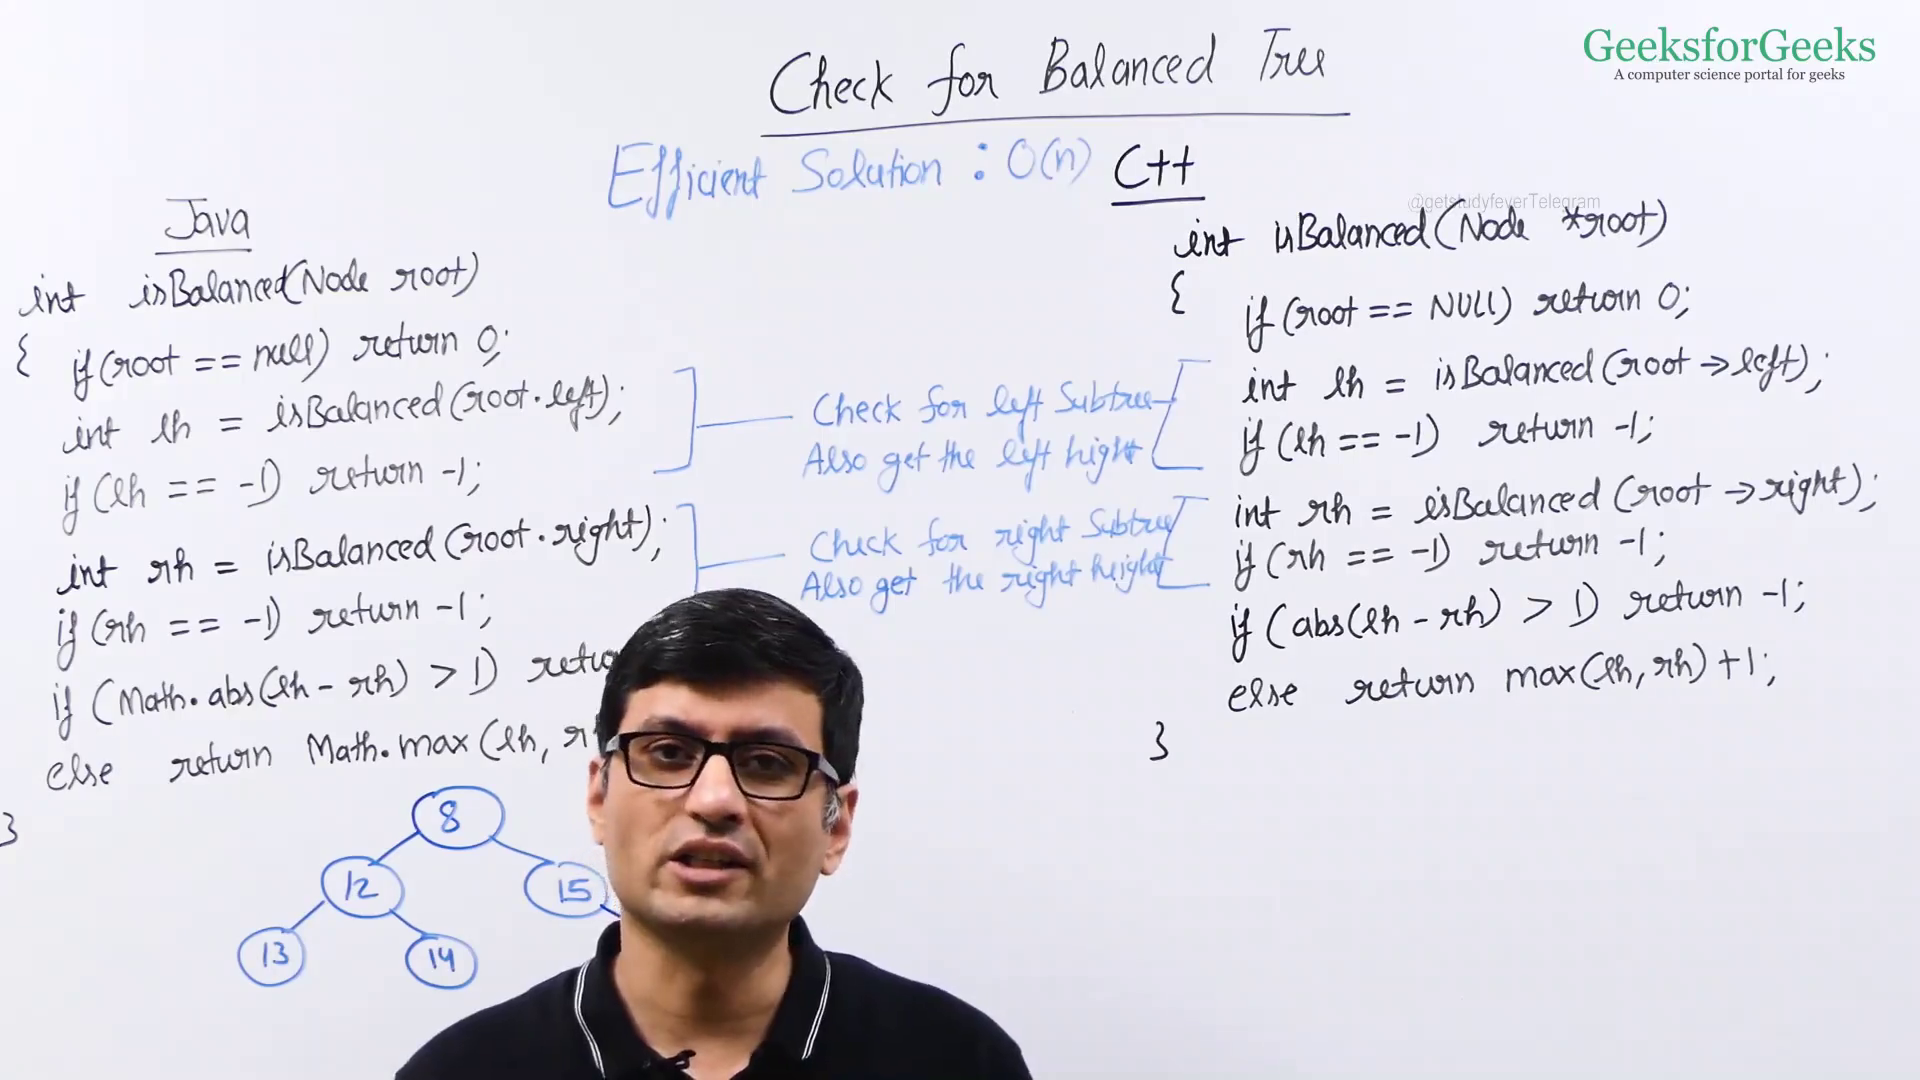 Check for Balanced Tree
GeeksforGeeks
A computer science portal for geeks
Efficient Solution : O(n)
Java
int isBalanced(Node root)
{ if(root == null) return 0;
int lh = isBalanced(root.left);
if(lh == -1) return -1;
int rh = isBalanced(root.right);
if(rh == -1) return -1;
if (Math.abs(lh - rh) > 1)
else return Math.max(lh,
}
Check for left Subtree
Also get the left hight
Check for right Subtree
Also get the right height
C++
@getstudyfeverTelegram
int isBalanced(Node *root)
{
if(root == NULL) return 0;
int lh = isBalanced(root->left);
if(lh == -1) return -1;
int rh = isBalanced(root->right);
if(rh == -1) return -1;
if(abs(lh - rh) > 1) return -1;
else return max(lh, rh) +1;
}
8
12 15
13 14